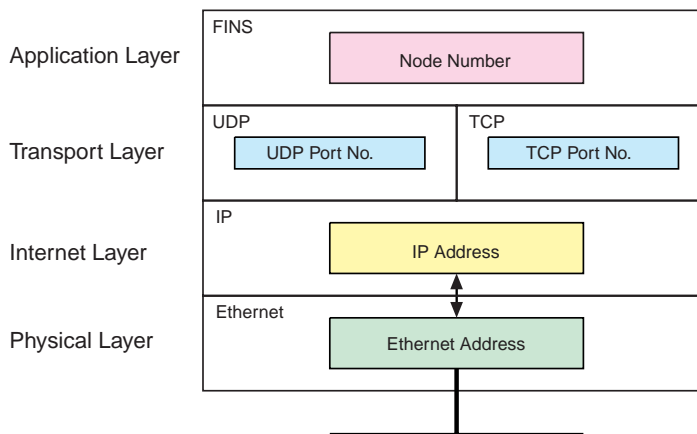 FINS
Application Layer
Node Number
UDP
TCP
Transport Layer
UDP Port No.
TCP Port No.
IP
Internet Layer
IP Address
Ethernet
Physical Layer
Ethernet Address